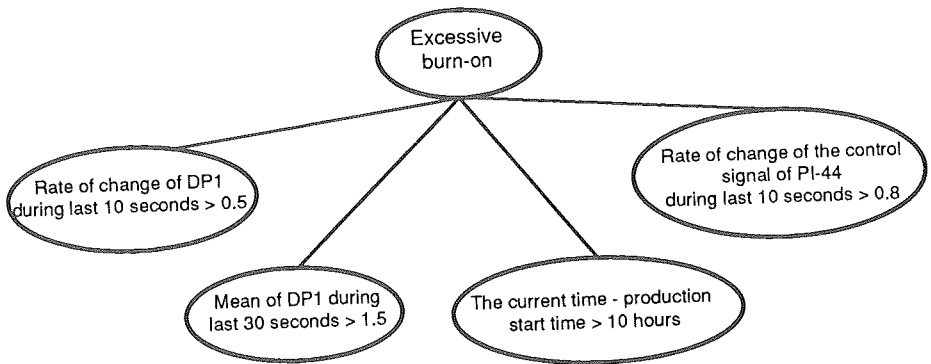 Excessive
burn-on
Rate of change of DP1
during last 10 seconds > 0.5
Rate of change of the control
signal of PI-44
during last 10 seconds > 0.8
Mean of DP1 during
last 30 seconds > 1.5
The current time - production
start time > 10 hours